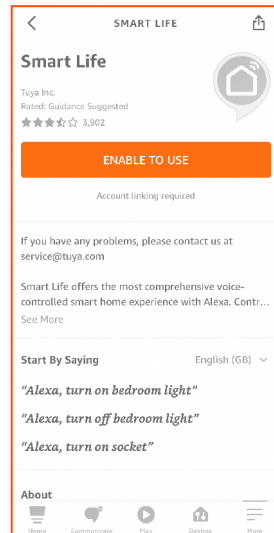 SMART LIFE
Smart Life
Tuya Inc.
Rated: Guidance Suggested
3,902
ENABLE TO USE
Account linking required
If you have any problems, please contact us at
service@tuya.com
Smart Life offers the most comprehensive voice-
controlled smart home experience with Alexa. Contr...
See More
Start By Saying
English (GB)
“Alexa, turn on bedroom light”
“Alexa, turn off bedroom light”
“Alexa, turn on socket”
About
Home
Communicate
Play
Devices
More